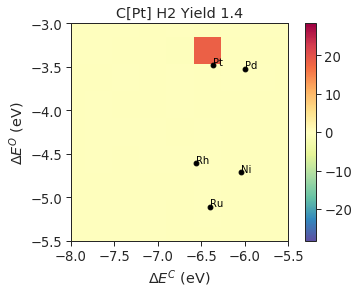 C[Pt] H2 Yield 1.4
−3.0
−3.5
−4.0
−4.5
−5.0
−5.5
ΔE^O (eV)
Pt
Pd
Rh
Ni
Ru
−8.0 −7.5 −7.0 −6.5 −6.0 −5.5
ΔE^C (eV)
20
10
0
−10
−20